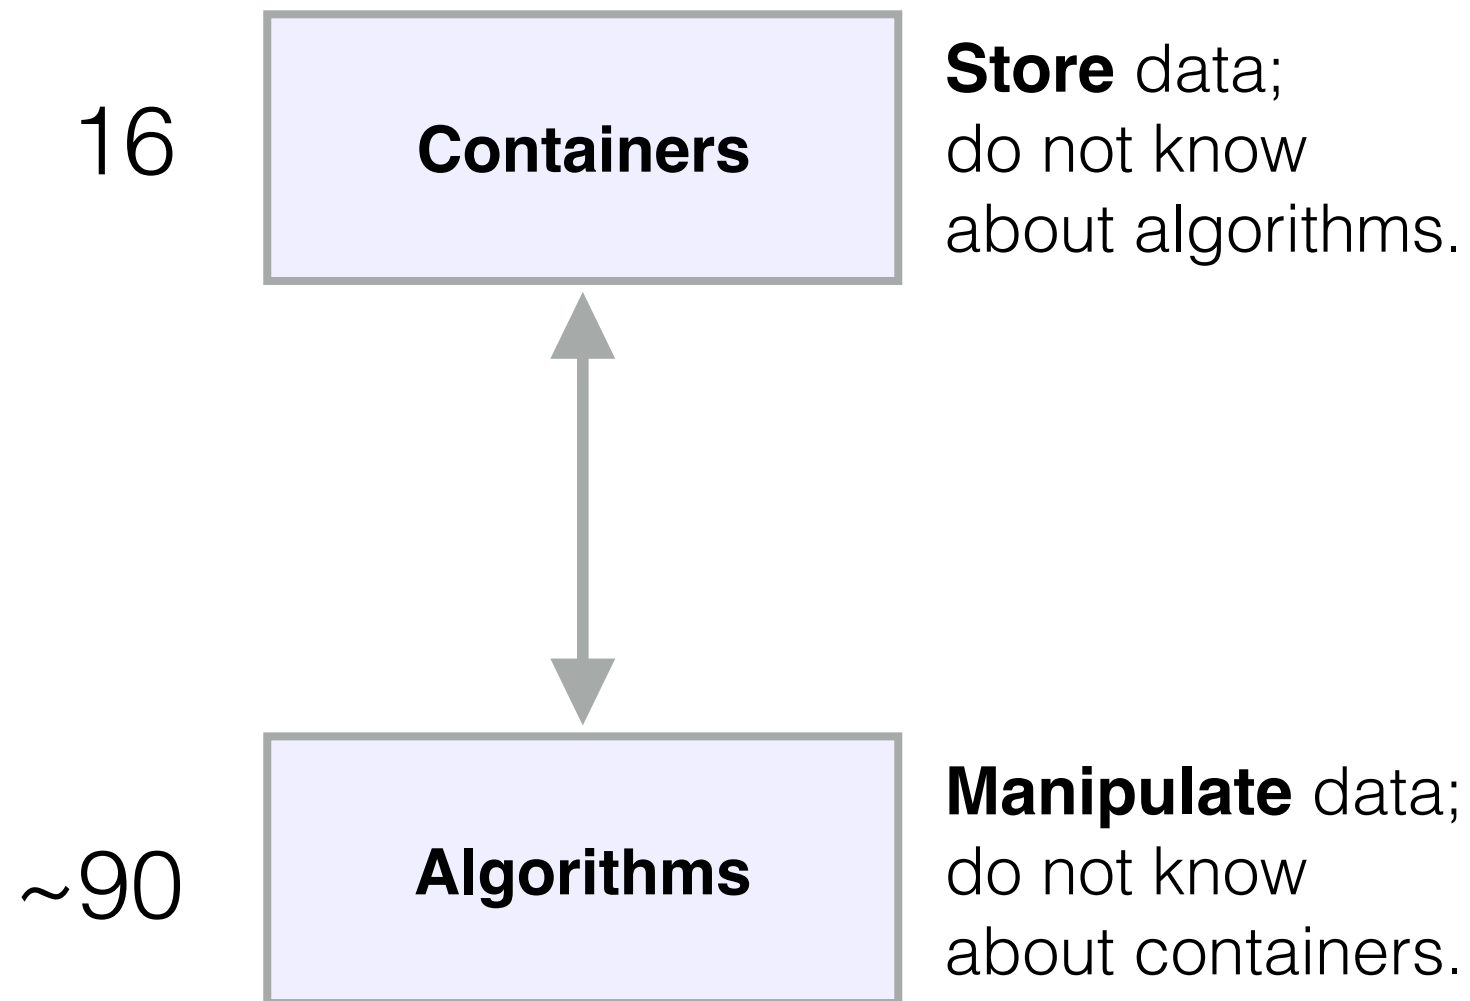 16
Containers
Store data;
do not know
about algorithms.
~90
Algorithms
Manipulate data;
do not know
about containers.